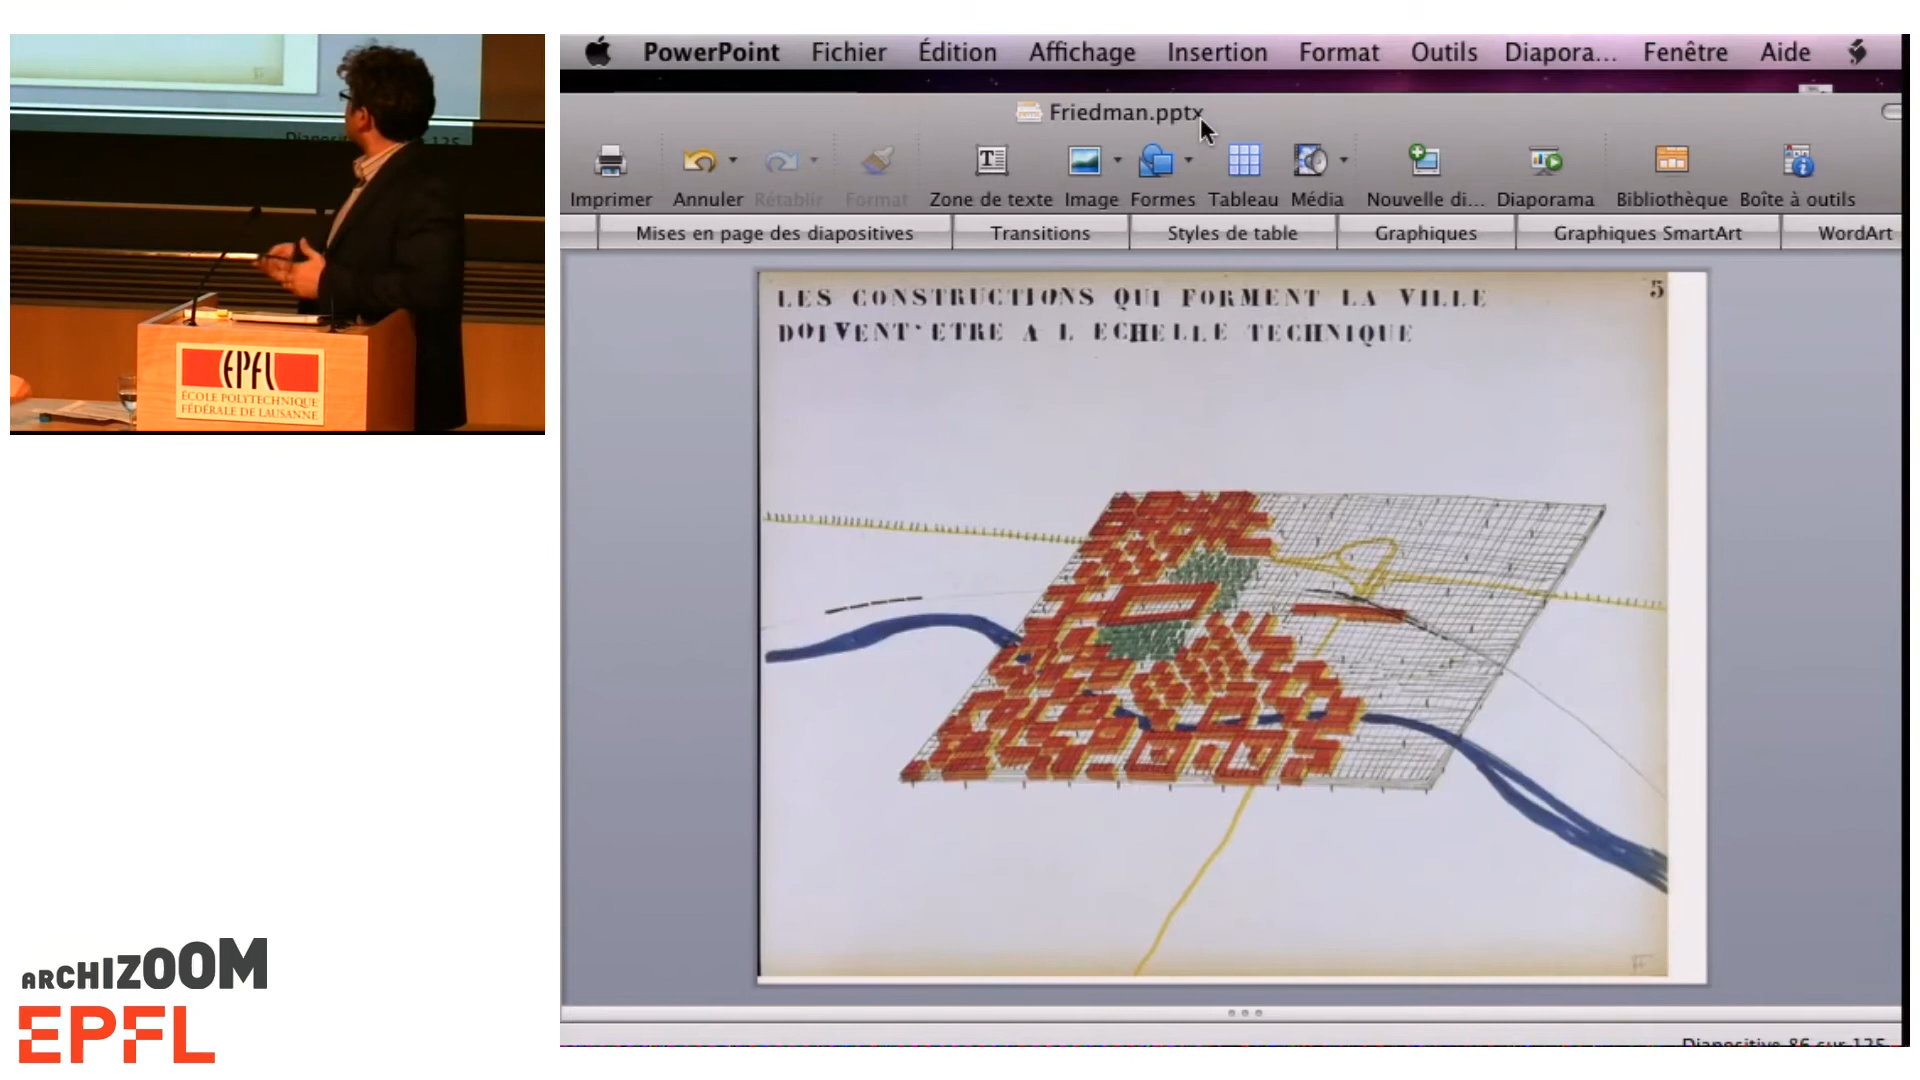 PowerPoint Fichier Édition Affichage Insertion Format Outils Diapora... Fenêtre Aide
Friedman.pptx
Imprimer Annuler Rétablir Format Zone de texte Image Formes Tableau Média Nouvelle di... Diaporama Bibliothèque Boîte à outils
Mises en page des diapositives Transitions Styles de table Graphiques Graphiques SmartArt WordArt
LES CONSTRUCTIONS QUI FORMENT LA VILLE
5
DOIVENT'ETRE A L ECHELLE TECHNIQUE
EPFL
ÉCOLE POLYTECHNIQUE
FÉDÉRALE DE LAUSANNE
ARCHIZOOM
EPFL
Diapositive 86 sur 125